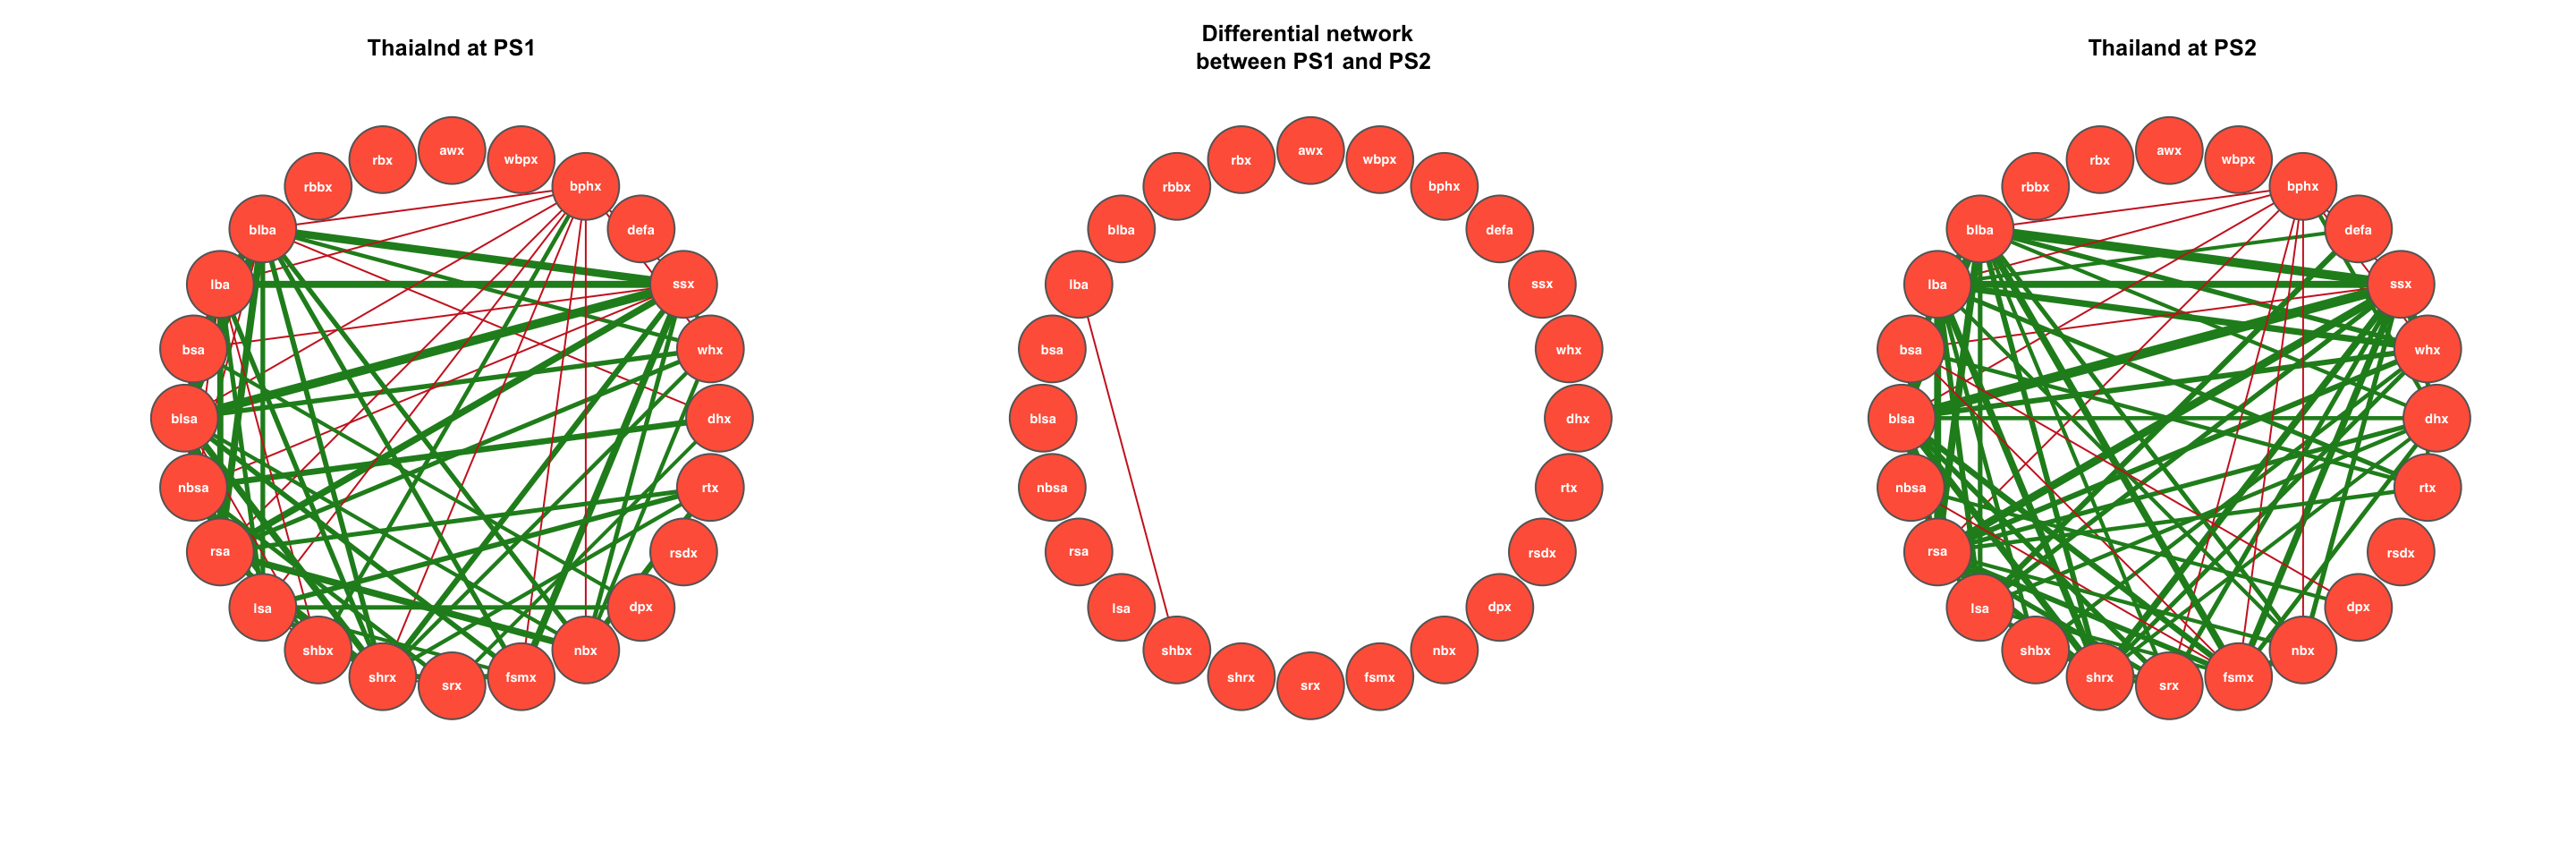 Thaialnd at PS1
awx
rbx
wbpx
rbbx
bphx
blba
defa
lba
ssx
bsa
whx
blsa
dhx
nbsa
rtx
rsa
rsdx
lsa
dpx
shbx
nbx
shrx
fsmx
srx
Differential network
between PS1 and PS2
awx
rbx
wbpx
rbbx
bphx
blba
defa
lba
ssx
bsa
whx
blsa
dhx
nbsa
rtx
rsa
rsdx
lsa
dpx
shbx
nbx
shrx
fsmx
srx
Thailand at PS2
awx
rbx
wbpx
rbbx
bphx
blba
defa
lba
ssx
bsa
whx
blsa
dhx
nbsa
rtx
rsa
rsdx
lsa
dpx
shbx
nbx
shrx
fsmx
srx